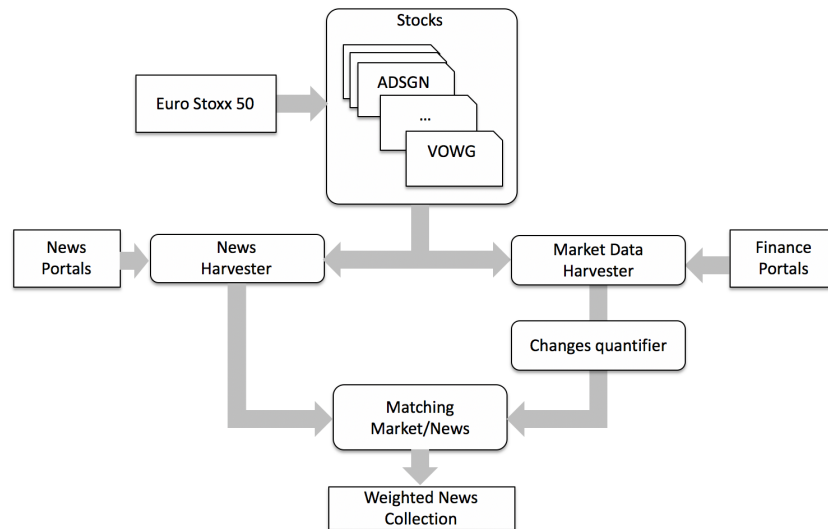 Stocks
ADSGN
Euro Stoxx 50
...
VOWG
News
Portals
News
Harvester
Market Data
Harvester
Finance
Portals
Changes quantifier
Matching
Market/News
Weighted News
Collection